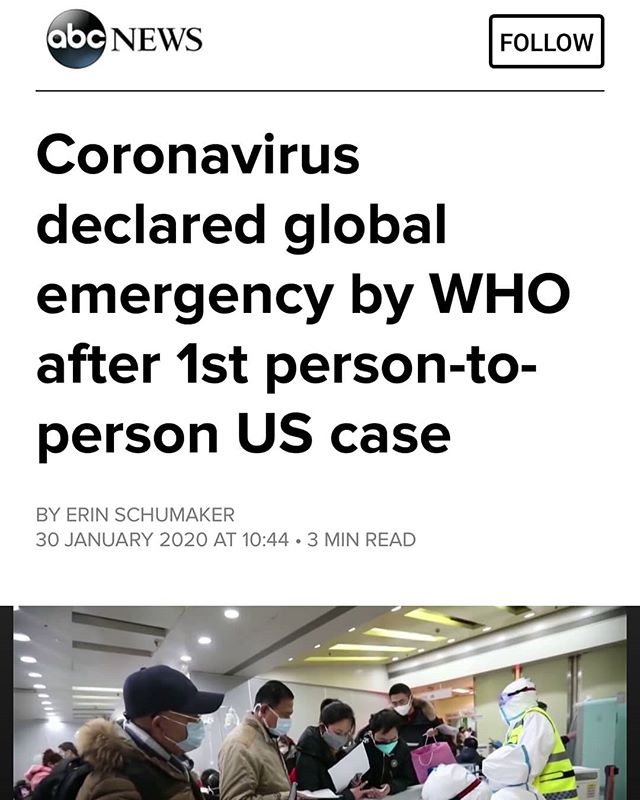 abc NEWS
FOLLOW
Coronavirus
declared global
emergency by WHO
after 1st person-to-
person US case
BY ERIN SCHUMAKER
30 JANUARY 2020 AT 10:44 • 3 MIN READ